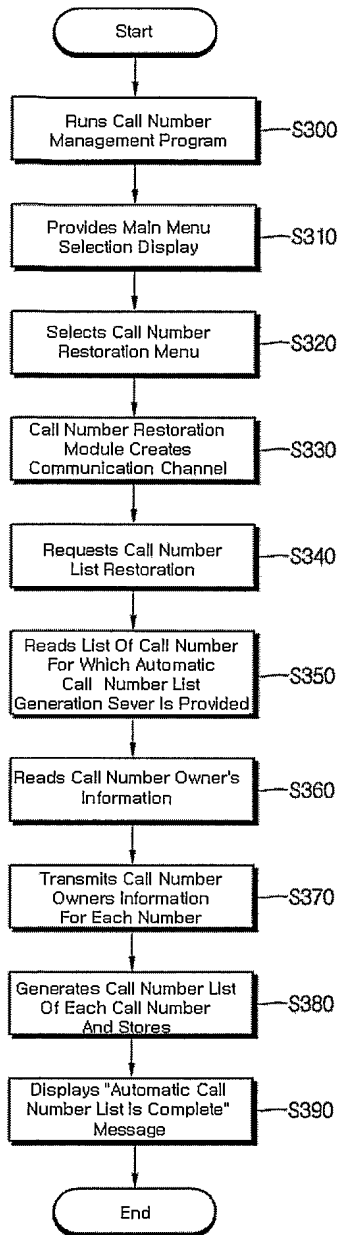 Start
Runs Call Number
Management Program
S300
Provides Main Menu
Selection Display
S310
Selects Call Number
Restoration Menu
S320
Call Number Restoration
Module Creates
Communication Channel
S330
Requests Call Number
List Restoration
S340
Reads List Of Call Number
For Which Automatic
Call Number List
Generation Sever Is Provided
S350
Reads Call Number Owner's
Information
S360
Transmits Call Number
Owners Information
For Each Number
S370
Generates Call Number List
Of Each Call Number
And Stores
S380
Displays "Automatic Call
Number List Is Complete"
Message
S390
End